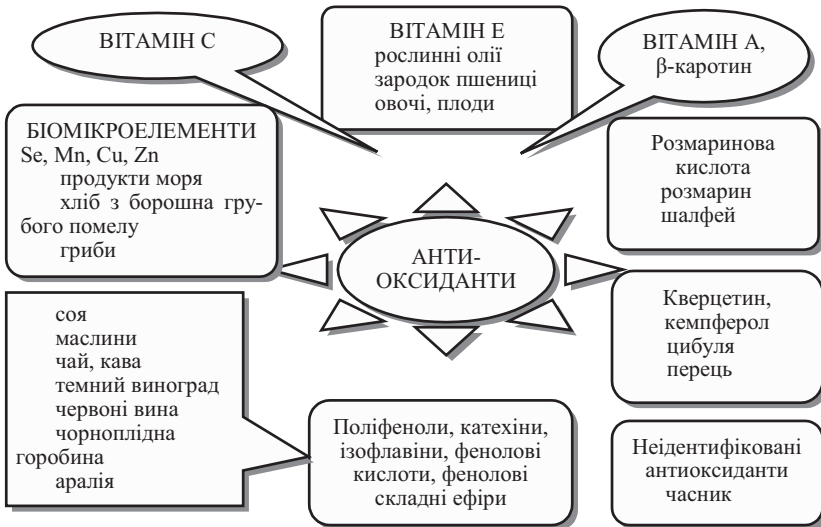 ВІТАМІН С
ВІТАМІН Е
рослинні олії
зародок пшениці
овочі, плоди
ВІТАМІН А,
β-каротин
БІОМІКРОЕЛЕМЕНТИ
Se, Mn, Cu, Zn
продукти моря
хліб з борошна гру-
бого помелу
гриби
Розмаринова
кислота
розмарин
шалфей
АНТИ-
ОКСИДАНТИ
соя
маслини
чай, кава
темний виноград
червоні вина
чорноплідна
горобина
аралія
Кверцетин,
кемпферол
цибуля
перець
Поліфеноли, катехіни,
ізофлавіни, фенолові
кислоти, фенолові
складні ефіри
Неідентифіковані
антиоксиданти
часник